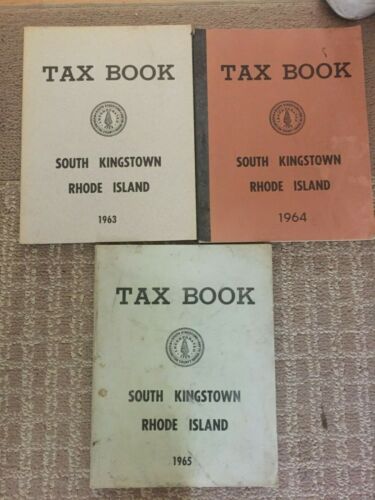 TAX BOOK
SOUTH KINGSTOWN
RHODE ISLAND
1963
TAX BOOK
SOUTH KINGSTOWN
RHODE ISLAND
1964
TAX BOOK
SOUTH KINGSTOWN
RHODE ISLAND
1965